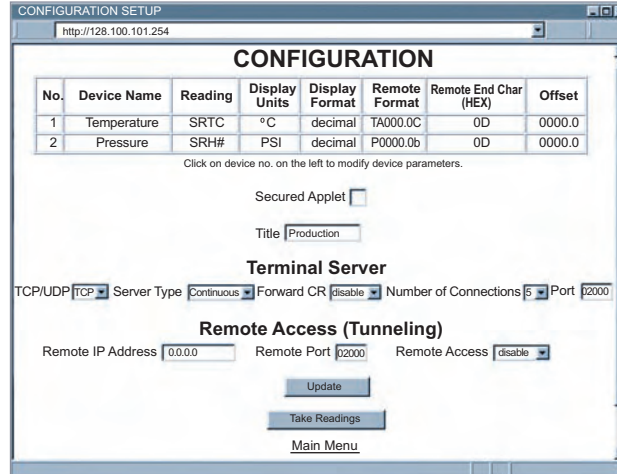 CONFIGURATION SETUP
http://128.100.101.254
CONFIGURATION
No. Device Name Reading Display Units Display Format Remote Format Remote End Char (HEX) Offset
1 Temperature SRTC °C decimal TA000.0C 0D 0000.0
2 Pressure SRH# PSI decimal P0000.0b 0D 0000.0
Click on device no. on the left to modify device parameters.
Secured Applet
Title Production
Terminal Server
TCP/UDP TCP Server Type Continuous Forward CR disable Number of Connections 5 Port 02000
Remote Access (Tunneling)
Remote IP Address 0.0.0.0 Remote Port 02000 Remote Access disable
Update
Take Readings
Main Menu